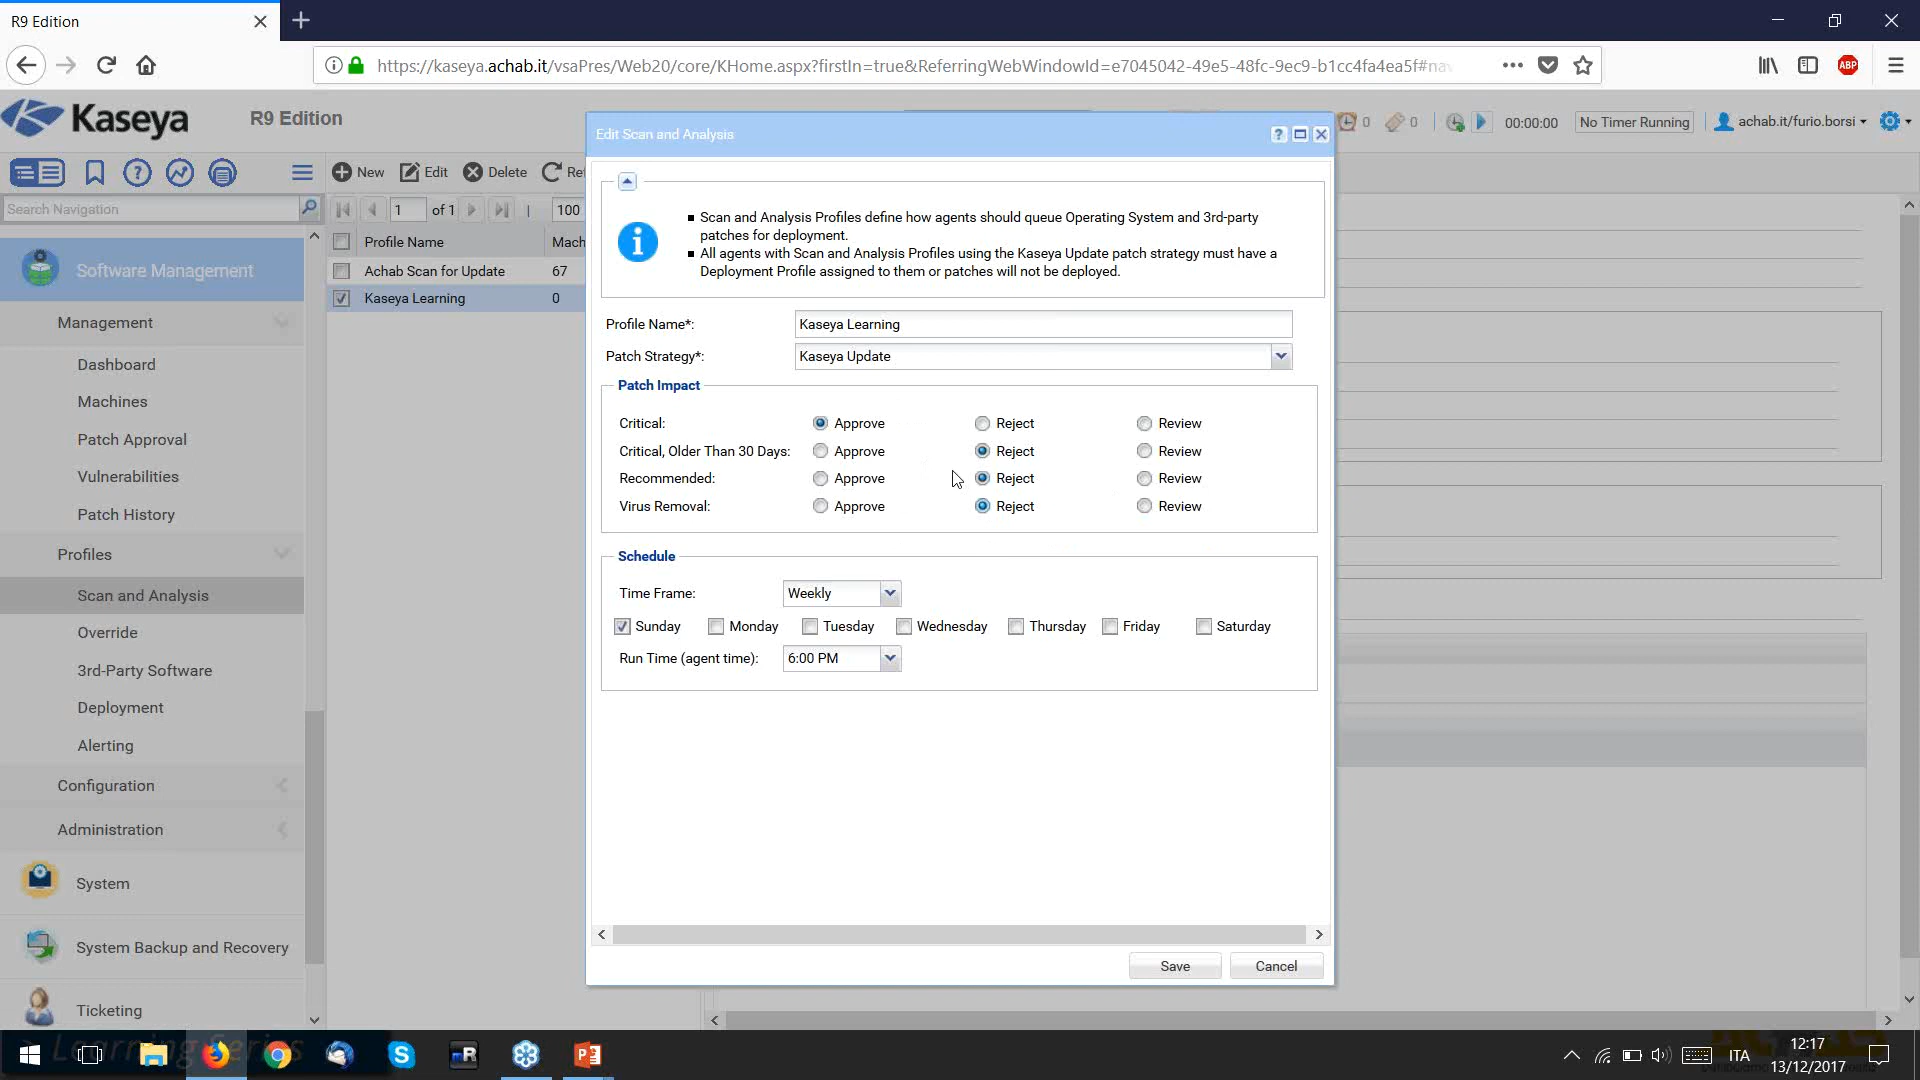 R9 Edition
https://kaseya.achab.it/vsaPres/Web20/core/KHome.aspx?firstIn=true&ReferringWebWindowId=e7045042-49e5-48fc-9ec9-b1cc4fa4ea5f#nav
ABP
Kaseya
R9 Edition
0
0
00:00:00
No Timer Running
achab.it/furio.borsi
New
Edit
Delete
Search Navigation
1 of 1
100
Profile Name
Mach
Achab Scan for Update 67
Kaseya Learning 0
Software Management
Management
Dashboard
Machines
Patch Approval
Vulnerabilities
Patch History
Profiles
Scan and Analysis
Override
3rd-Party Software
Deployment
Alerting
Configuration
Administration
System
System Backup and Recovery
Ticketing
Edit Scan and Analysis
Scan and Analysis Profiles define how agents should queue Operating System and 3rd-party
patches for deployment.
All agents with Scan and Analysis Profiles using the Kaseya Update patch strategy must have a
Deployment Profile assigned to them or patches will not be deployed.
Profile Name*: Kaseya Learning
Patch Strategy*: Kaseya Update
Patch Impact
Critical: Approve Reject Review
Critical, Older Than 30 Days: Approve Reject Review
Recommended: Approve Reject Review
Virus Removal: Approve Reject Review
Schedule
Time Frame: Weekly
Sunday Monday Tuesday Wednesday Thursday Friday Saturday
Run Time (agent time): 6:00 PM
Save Cancel
ITA
12:17
13/12/2017